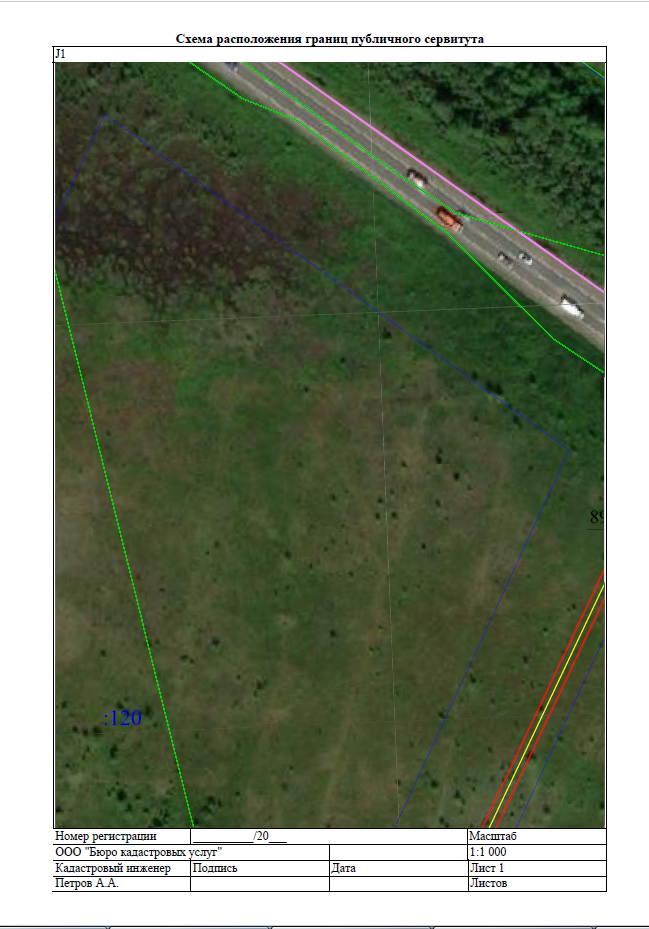 Схема расположения границ публичного сервитута
J1
89
:120
Номер регистрации __________/20___ Масштаб
ООО "Бюро кадастровых услуг" 1:1 000
Кадастровый инженер Подпись Дата Лист 1
Петров А.А. Листов